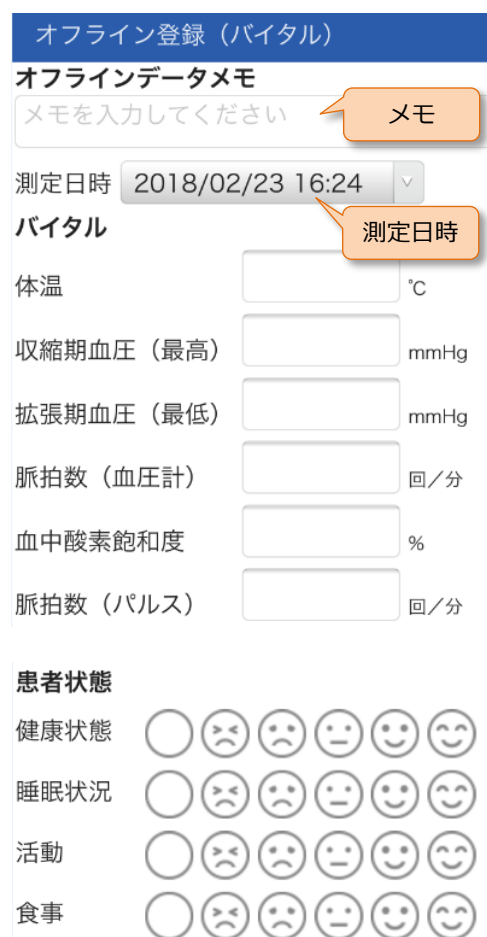 オフライン登録（バイタル）
オフラインデータメモ
メモを入力してください
メモ
測定日時 2018/02/23 16:24
測定日時
バイタル
体温 ℃
収縮期血圧（最高） mmHg
拡張期血圧（最低） mmHg
脈拍数（血圧計） 回／分
血中酸素飽和度 %
脈拍数（パルス） 回／分
患者状態
健康状態
睡眠状況
活動
食事